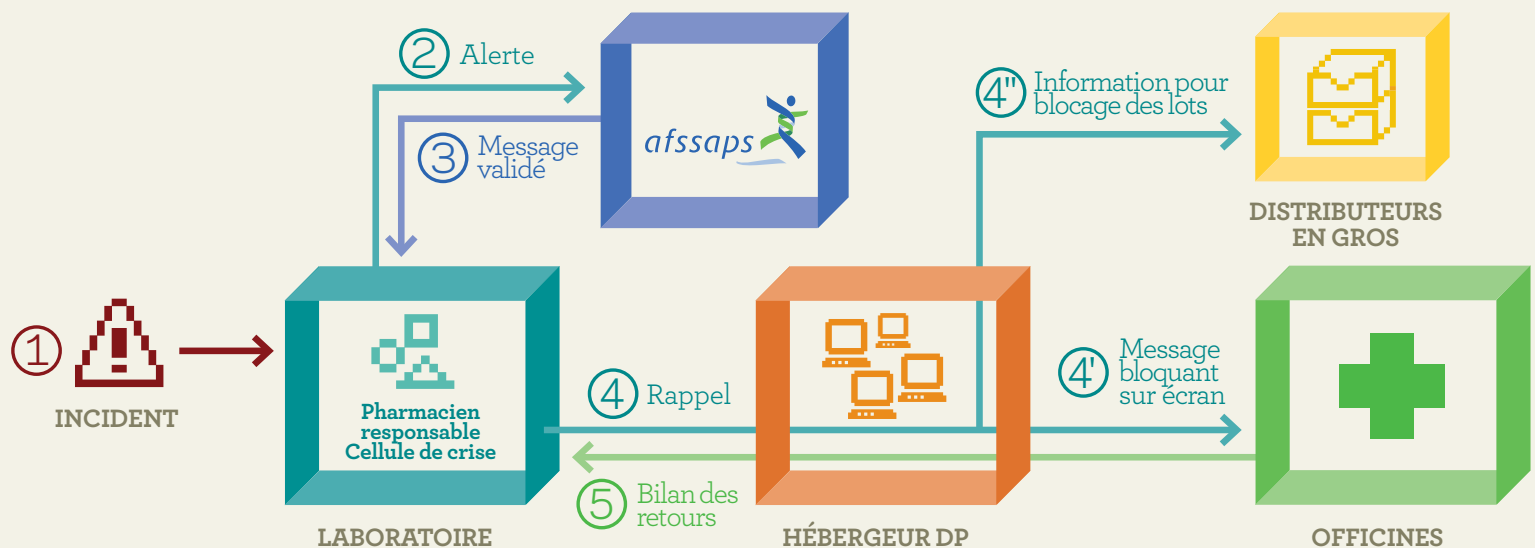 1
INCIDENT
2 Alerte
3 Message
validé
afssaps
Pharmacien
responsable
Cellule de crise
LABORATOIRE
4 Rappel
HÉBERGEUR DP
4" Information pour
blocage des lots
DISTRIBUTEURS
EN GROS
4' Message
bloquant
sur écran
OFFICINES
5 Bilan des
retours